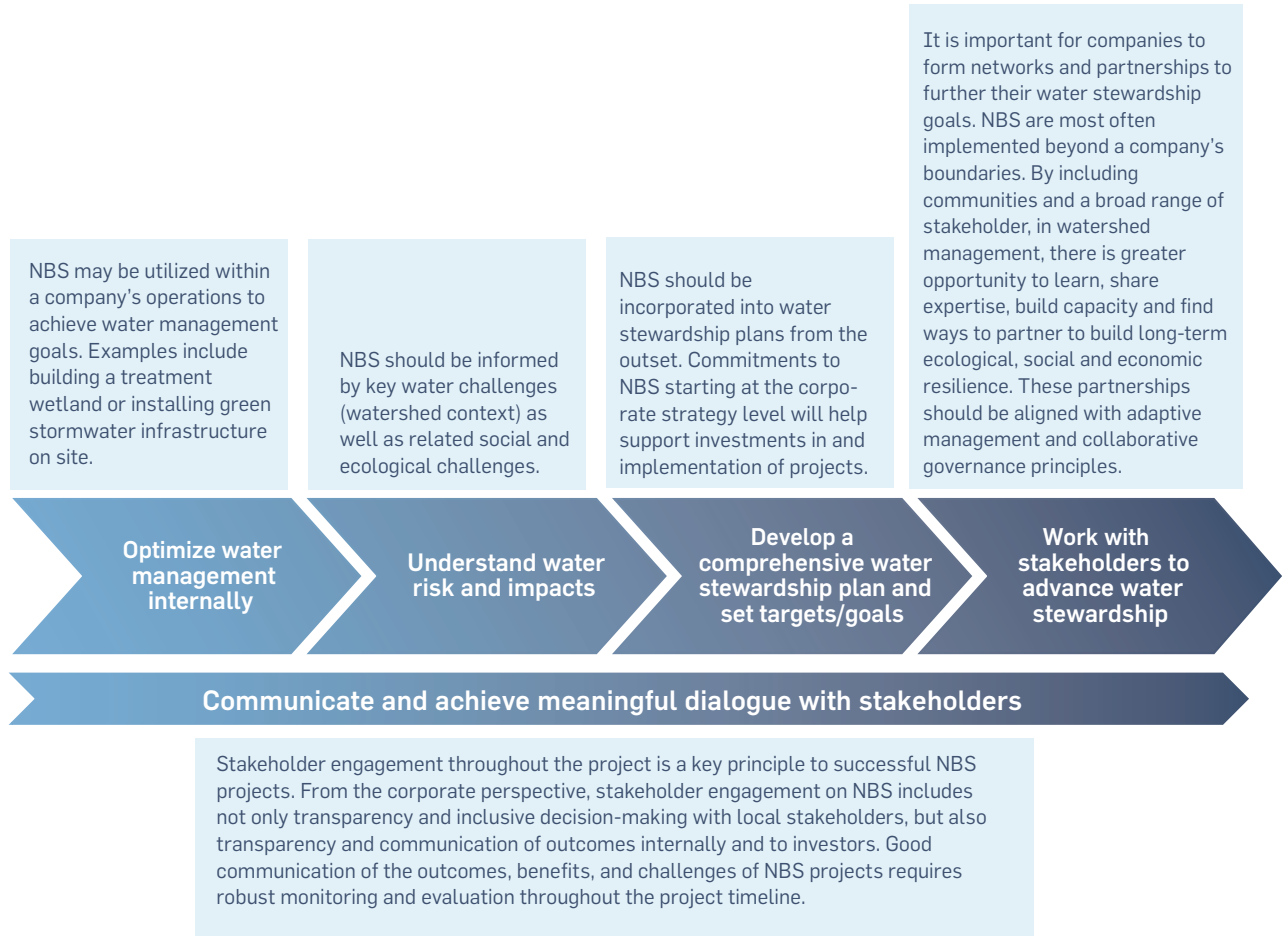 NBS may be utilized within
a company's operations to
achieve water management
goals. Examples include
building a treatment
wetland or installing green
stormwater infrastructure
on site.
NBS should be informed
by key water challenges
(watershed context) as
well as related social and
ecological challenges.
NBS should be
incorporated into water
stewardship plans from the
outset. Commitments to
NBS starting at the corpo-
rate strategy level will help
support investments in and
implementation of projects.
It is important for companies to
form networks and partnerships to
further their water stewardship
goals. NBS are most often
implemented beyond a company's
boundaries. By including
communities and a broad range of
stakeholder, in watershed
management, there is greater
opportunity to learn, share
expertise, build capacity and find
ways to partner to build long-term
ecological, social and economic
resilience. These partnerships
should be aligned with adaptive
management and collaborative
governance principles.
Optimize water
management
internally
Understand water
risk and impacts
Develop a
comprehensive water
stewardship plan and
set targets/goals
Work with
stakeholders to
advance water
stewardship
Communicate and achieve meaningful dialogue with stakeholders
Stakeholder engagement throughout the project is a key principle to successful NBS
projects. From the corporate perspective, stakeholder engagement on NBS includes
not only transparency and inclusive decision-making with local stakeholders, but also
transparency and communication of outcomes internally and to investors. Good
communication of the outcomes, benefits, and challenges of NBS projects requires
robust monitoring and evaluation throughout the project timeline.